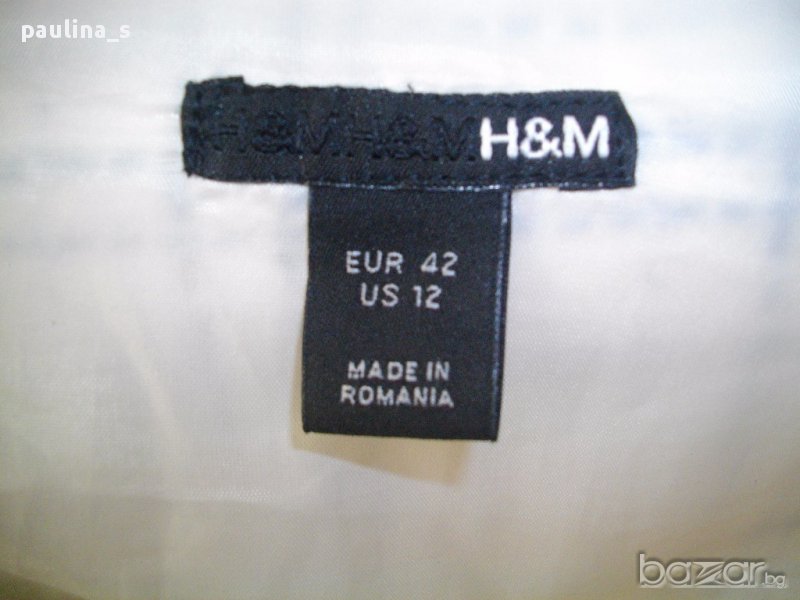 paulina_s
H&M H&M H&M
EUR 42
US 12
MADE IN
ROMANIA
bazar.bg